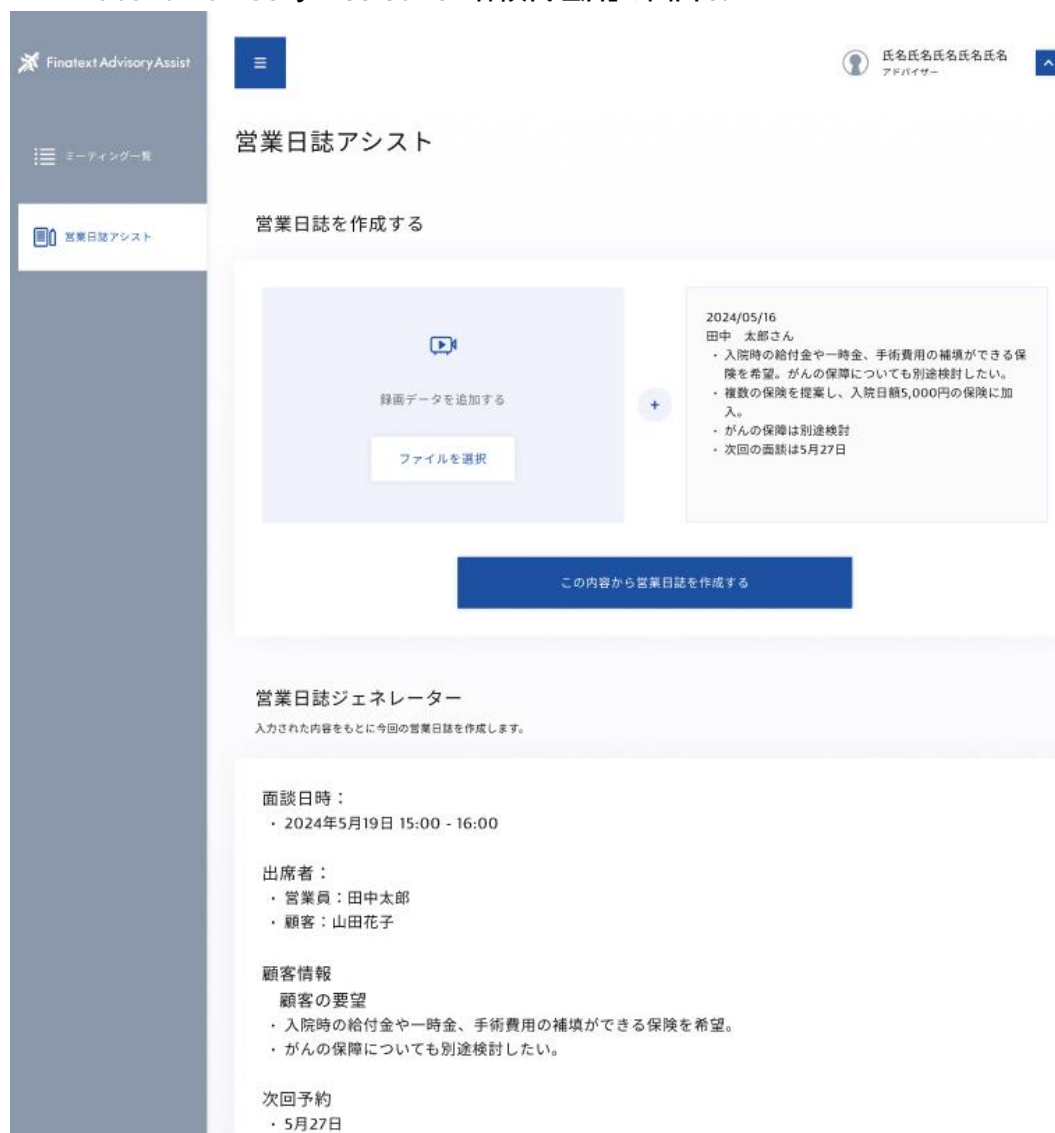 Finatext Advisory Assist
氏名氏名氏名氏名氏名
アドバイザー
ミーティング一覧
営業日誌アシスト
営業日誌アシスト
営業日誌を作成する
録画データを追加する
ファイルを選択
+
2024/05/16
田中 太郎さん
・入院時の給付金や一時金、手術費用の補填ができる保
険を希望。がんの保障についても別途検討したい。
・複数の保険を提案し、入院日額5,000円の保険に加
入。
・がんの保障は別途検討
・次回の面談は5月27日
この内容から営業日誌を作成する
営業日誌ジェネレーター
入力された内容をもとに今回の営業日誌を作成します。
面談日時:
・2024年5月19日 15:00 - 16:00
出席者:
・営業員:田中太郎
・顧客:山田花子
顧客情報
顧客の要望
・入院時の給付金や一時金、手術費用の補填ができる保険を希望。
・がんの保障についても別途検討したい。
次回予約
・5月27日